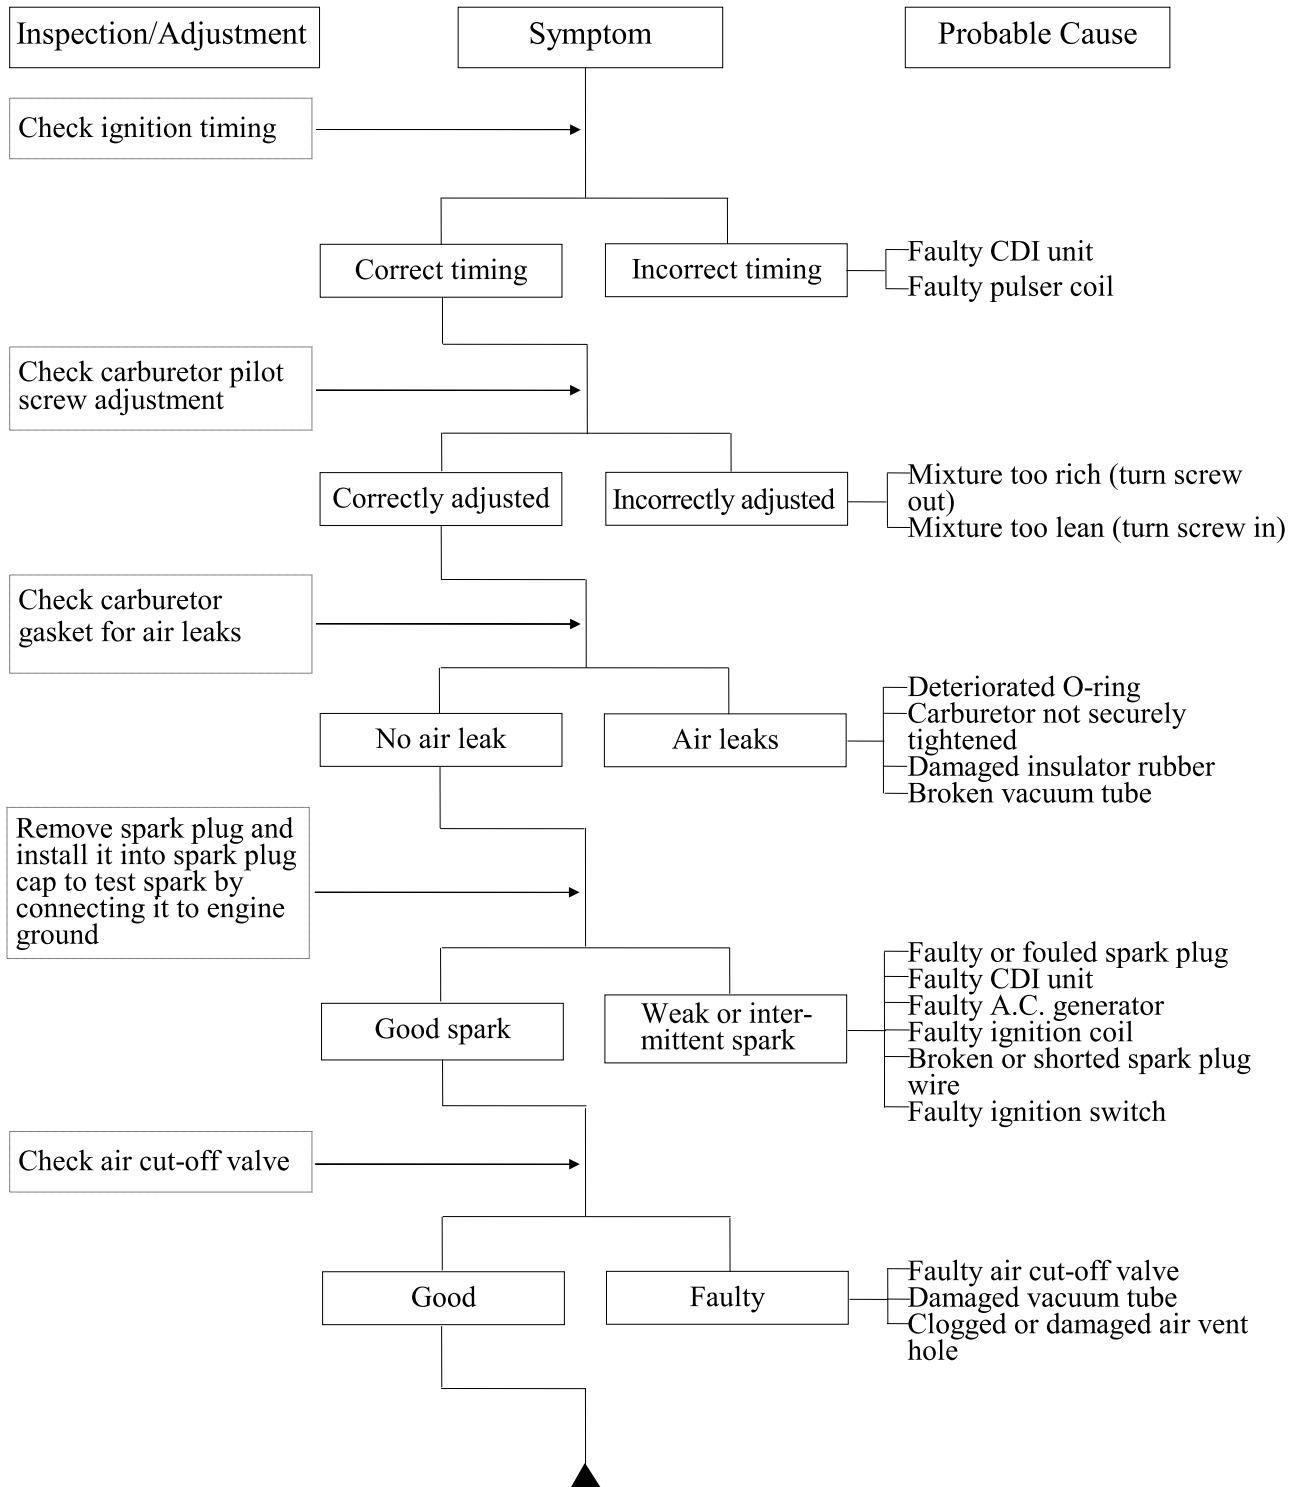 Inspection/Adjustment
Symptom
Probable Cause
Check ignition timing
Correct timing
Incorrect timing
Faulty CDI unit
Faulty pulser coil
Check carburetor pilot
screw adjustment
Correctly adjusted
Incorrectly adjusted
Mixture too rich (turn screw
out)
Mixture too lean (turn screw in)
Check carburetor
gasket for air leaks
No air leak
Air leaks
Deteriorated O-ring
Carburetor not securely
tightened
Damaged insulator rubber
Broken vacuum tube
Remove spark plug and
install it into spark plug
cap to test spark by
connecting it to engine
ground
Good spark
Weak or inter-
mittent spark
Faulty or fouled spark plug
Faulty CDI unit
Faulty A.C. generator
Faulty ignition coil
Broken or shorted spark plug
wire
Faulty ignition switch
Check air cut-off valve
Good
Faulty
Faulty air cut-off valve
Damaged vacuum tube
Clogged or damaged air vent
hole